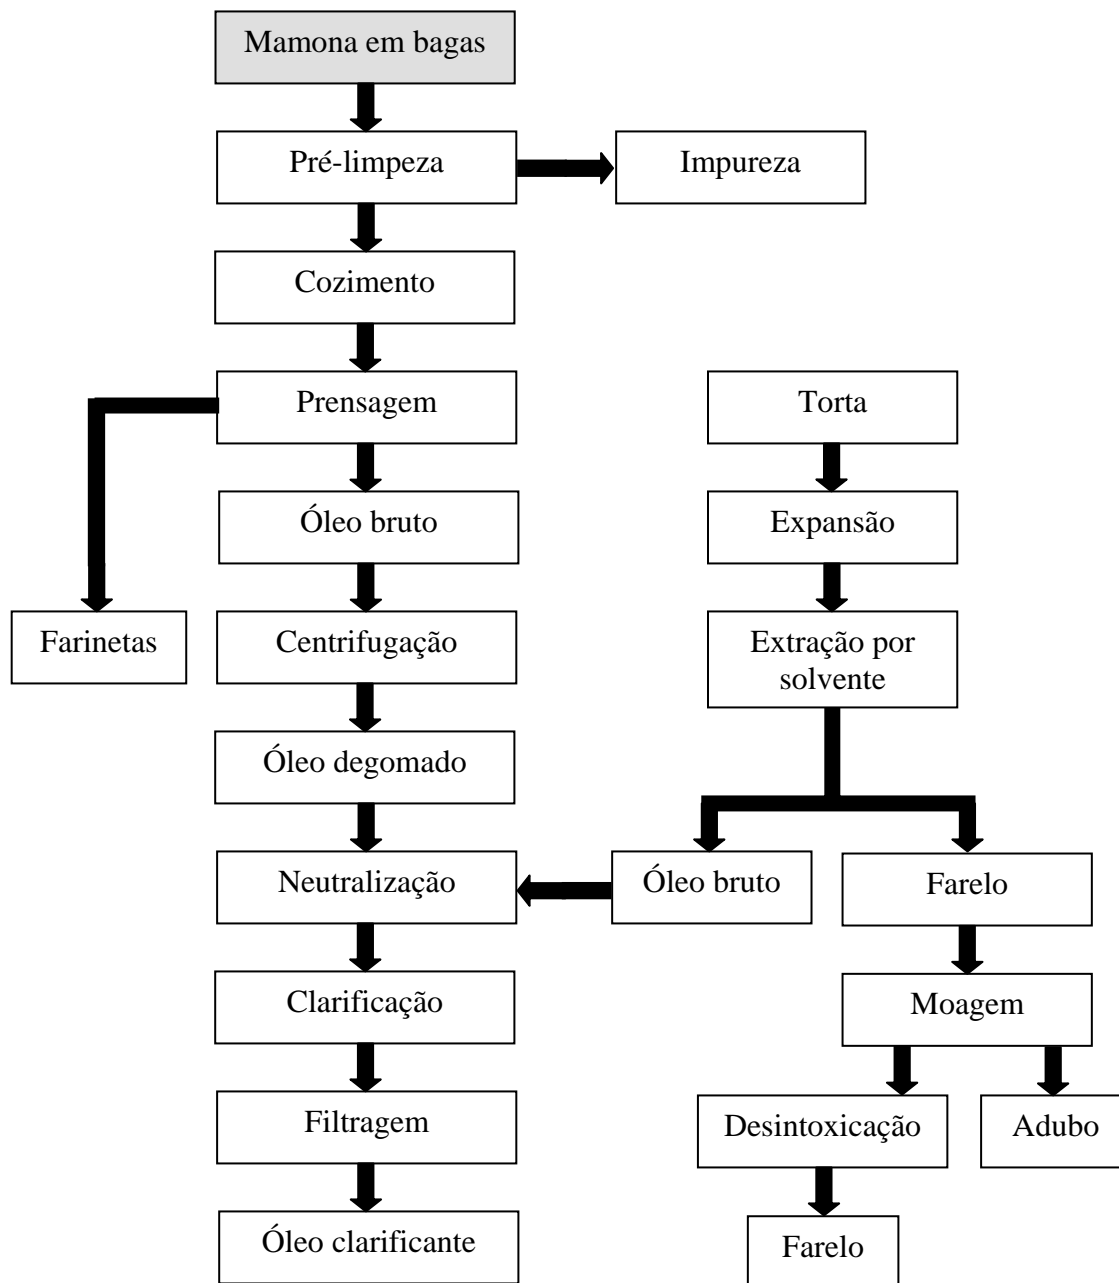 Mamona em bagas
Pré-limpeza
Impureza
Cozimento
Prensagem
Torta
Óleo bruto
Expansão
Farinetas
Centrifugação
Extração por
solvente
Óleo degomado
Neutralização
Óleo bruto
Farelo
Clarificação
Moagem
Filtragem
Desintoxicação
Adubo
Óleo clarificante
Farelo